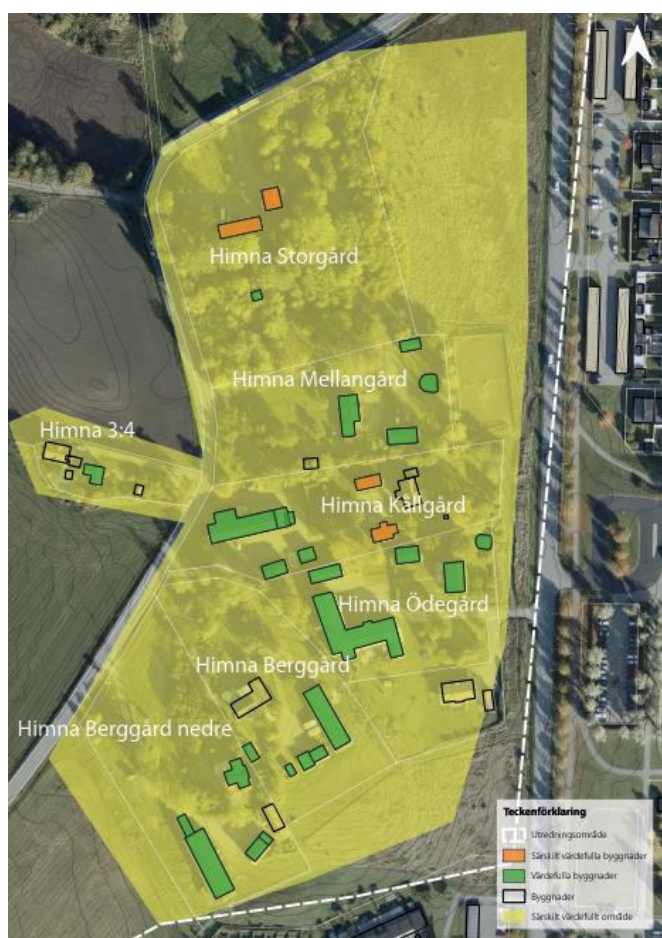 Himna Storgård
Himna Mellangård
Himna 3:4
Himna Källgård
Himna Ödegård
Himna Berggård
Himna Berggård nedre
Teckenförklaring
Utredningsområde
Särskilt värdefulla byggnader
Värdefulla byggnader
Byggnader
Särskilt värdefullt område